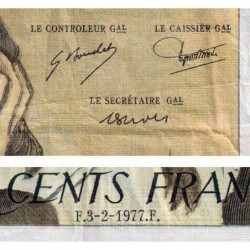 LE CONTROLEUR GAL LE CAISSIER GAL
LE SECRÉTAIRE GAL
CENTS FRAN
F.3-2-1977.F.